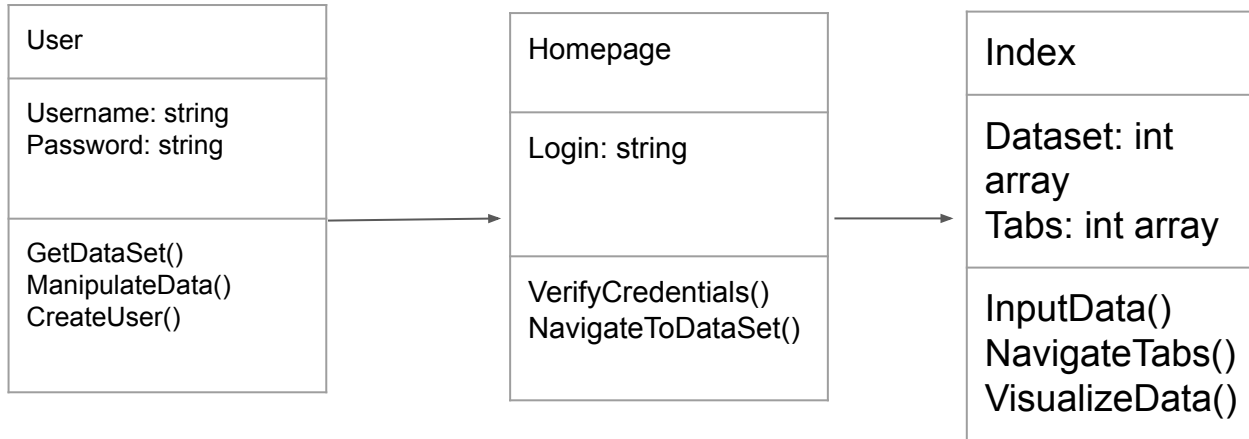 User
Username: string
Password: string
GetDataSet()
ManipulateData()
CreateUser()
Homepage
Login: string
VerifyCredentials()
NavigateToDataSet()
Index
Dataset: int
array
Tabs: int array
InputData()
NavigateTabs()
VisualizeData()